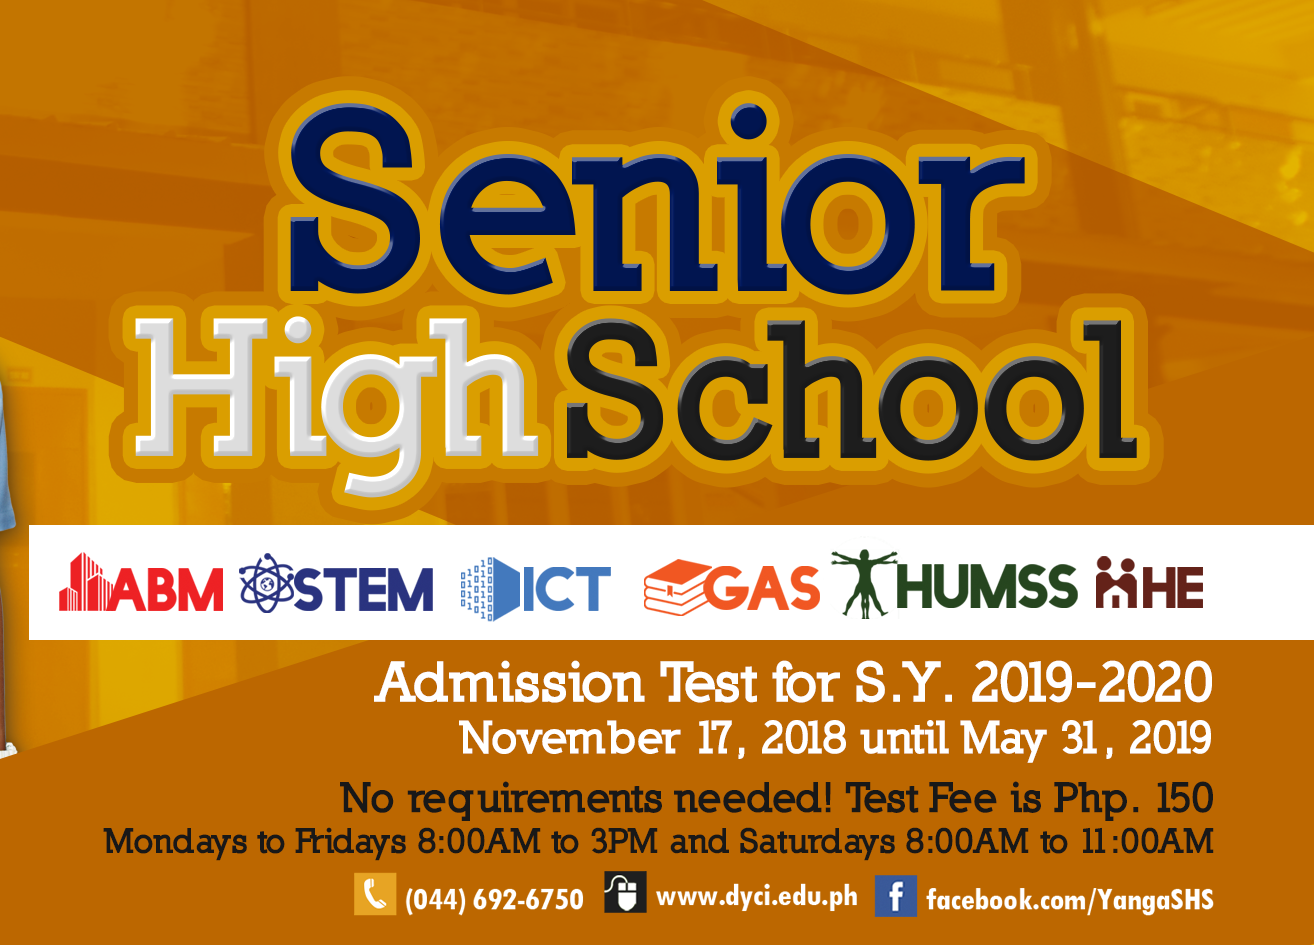 Senior
High School
ABM STEM ICT GAS HUMSS HE
Admission Test for S.Y. 2019-2020
November 17, 2018 until May 31, 2019
No requirements needed! Test Fee is Php. 150
Mondays to Fridays 8:00AM to 3PM and Saturdays 8:00AM to 11:00AM
(044) 692-6750 www.dyci.edu.ph facebook.com/YangaSHS